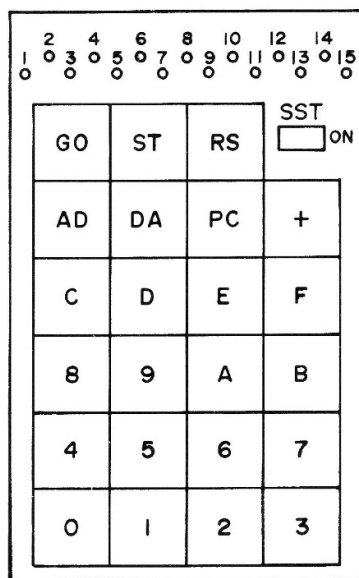 2 4 6 8 10 12 14
1 3 5 7 9 11 13 15
SST
GO ST RS ON
AD DA PC +
C D E F
8 9 A B
4 5 6 7
0 1 2 3